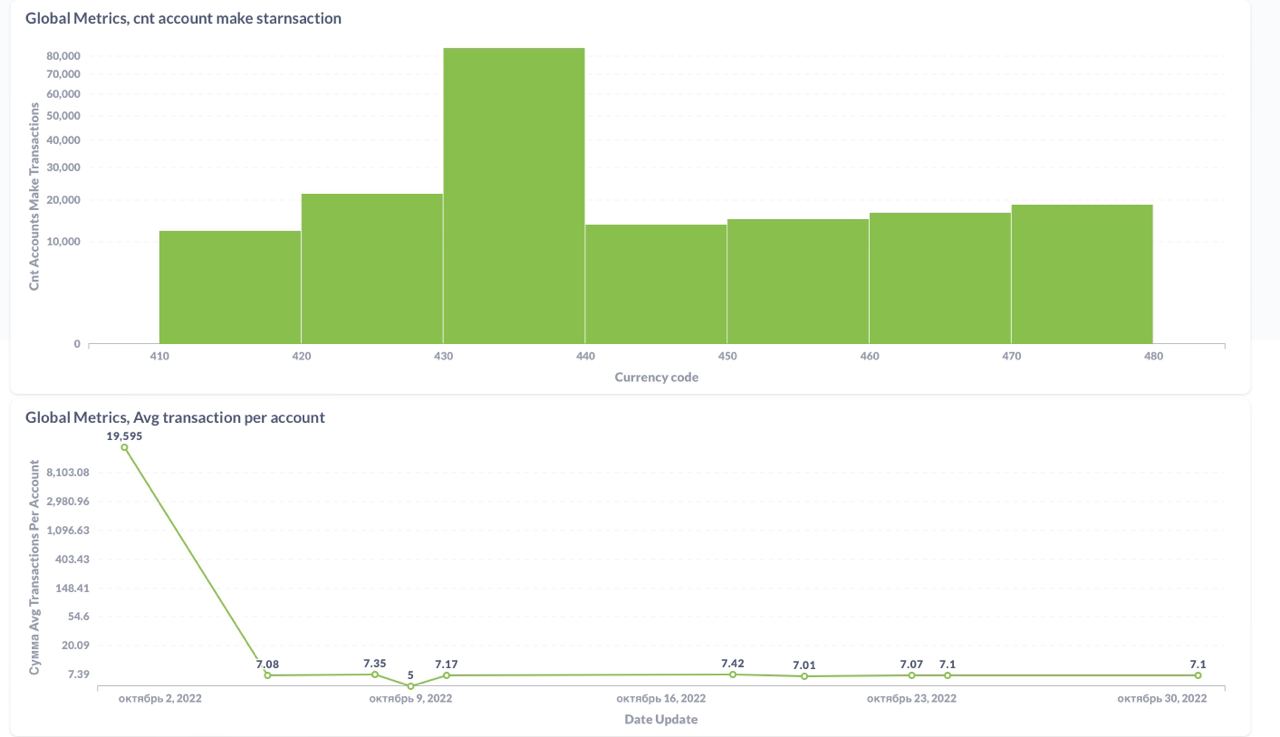 Global Metrics, cnt account make starnsaction
Cnt Accounts Make Transactions
80,000
70,000
60,000
50,000
40,000
30,000
20,000
10,000
0
410 420 430 440 450 460 470 480
Currency code
Global Metrics, Avg transaction per account
Сумма Avg Transactions Per Account
19,595
8,103.08
2,980.96
1,096.63
403.43
148.41
54.6
20.09
7.39
7.08 7.35 5 7.17 7.42 7.01 7.07 7.1 7.1
октябрь 2, 2022 октябрь 9, 2022 октябрь 16, 2022 октябрь 23, 2022 октябрь 30, 2022
Date Update